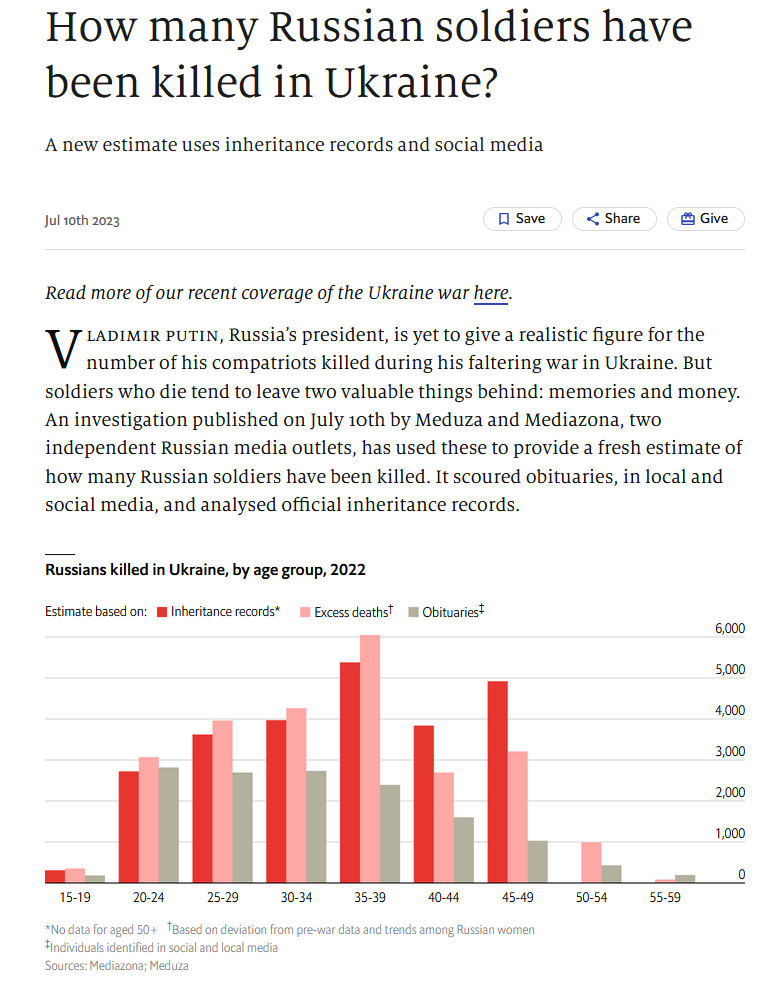 How many Russian soldiers have
been killed in Ukraine?
A new estimate uses inheritance records and social media
Jul 10th 2023
Save
Share
Give
Read more of our recent coverage of the Ukraine war here.
VLADIMIR PUTIN, Russia’s president, is yet to give a realistic figure for the
number of his compatriots killed during his faltering war in Ukraine. But
soldiers who die tend to leave two valuable things behind: memories and money.
An investigation published on July 10th by Meduza and Mediazona, two
independent Russian media outlets, has used these to provide a fresh estimate of
how many Russian soldiers have been killed. It scoured obituaries, in local and
social media, and analysed official inheritance records.
Russians killed in Ukraine, by age group, 2022
Estimate based on: Inheritance records* Excess deaths† Obituaries‡
6,000
5,000
4,000
3,000
2,000
1,000
0
15-19 20-24 25-29 30-34 35-39 40-44 45-49 50-54 55-59
*No data for aged 50+ †Based on deviation from pre-war data and trends among Russian women
‡Individuals identified in social and local media
Sources: Mediazona; Meduza